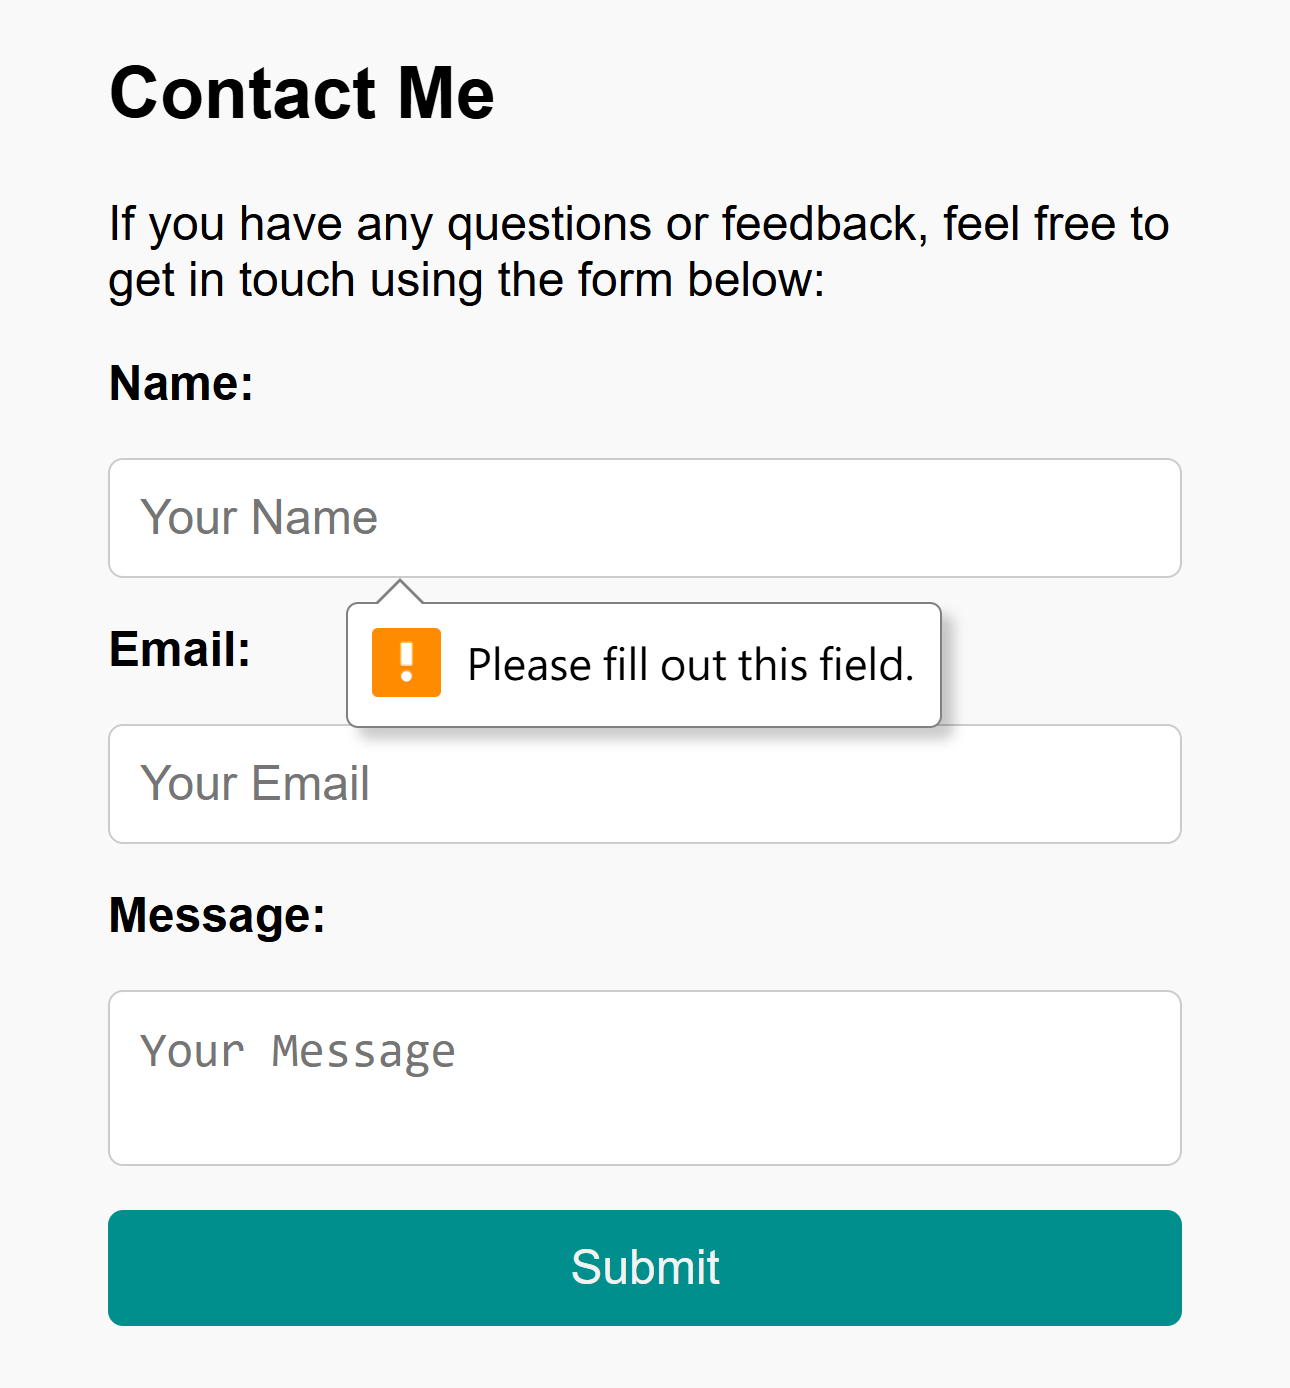 Contact Me
If you have any questions or feedback, feel free to
get in touch using the form below:
Name:
Your Name
Please fill out this field.
Email:
Your Email
Message:
Your Message
Submit